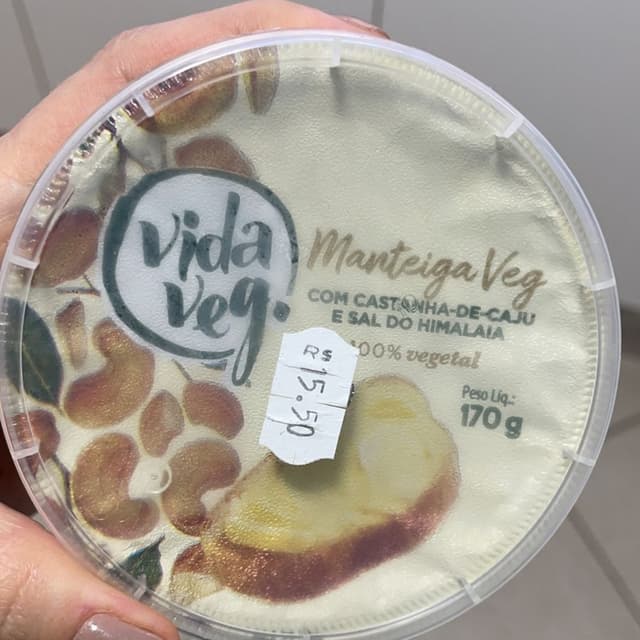 vida
veg.
Manteiga Veg
COM CASTANHA-DE-CAJU
E SAL DO HIMALAIA
100% vegetal
Peso Líq.:
170 g
R$
15.50